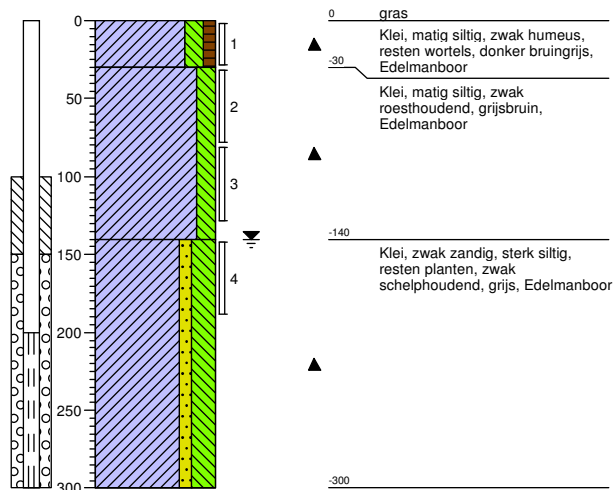 0
50
100
150
200
250
300
1
2
3
4
0
gras
Klei, matig siltig, zwak humeus,
resten wortels, donker bruingrijs,
Edelmanboor
-30
Klei, matig siltig, zwak
roesthoudend, grijsbruin,
Edelmanboor
-140
Klei, zwak zandig, sterk siltig,
resten planten, zwak
schelphoudend, grijs, Edelmanboor
-300